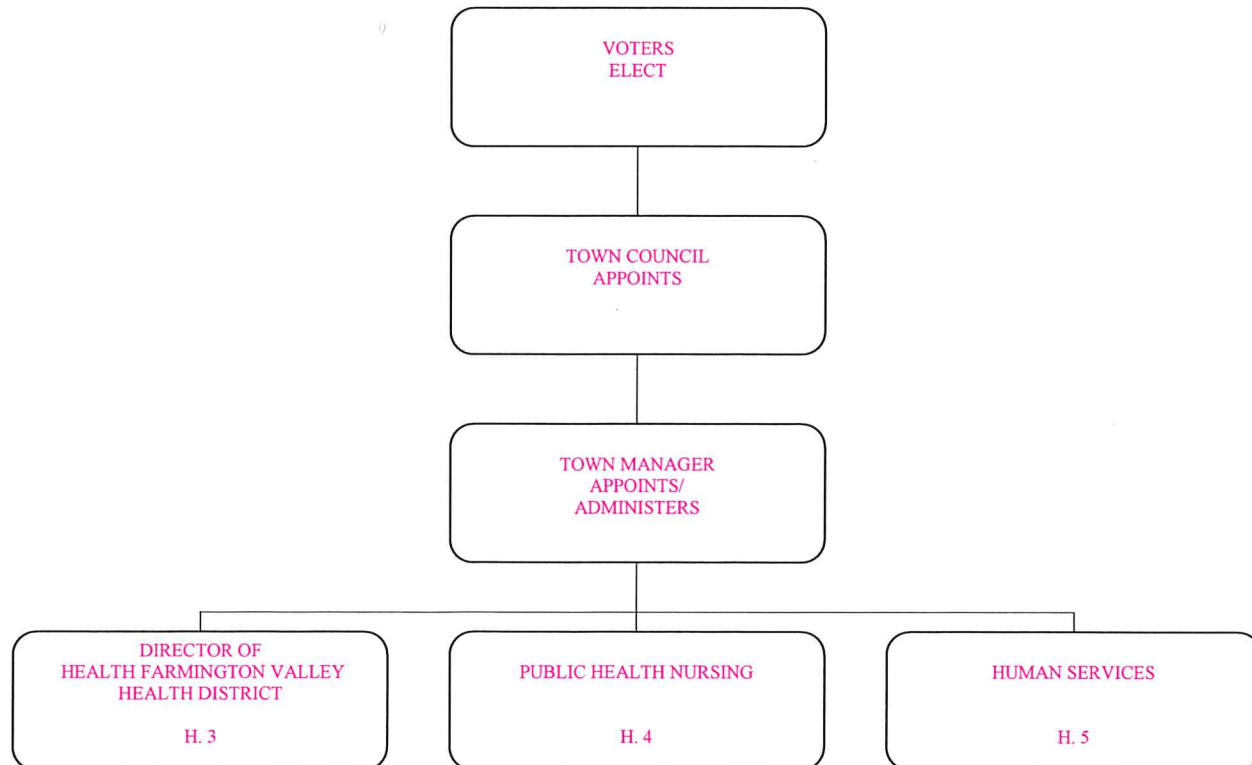 VOTERS
ELECT
TOWN COUNCIL
APPOINTS
TOWN MANAGER
APPOINTS/
ADMINISTERS
DIRECTOR OF
HEALTH FARMINGTON VALLEY
HEALTH DISTRICT
H. 3
PUBLIC HEALTH NURSING
H. 4
HUMAN SERVICES
H. 5